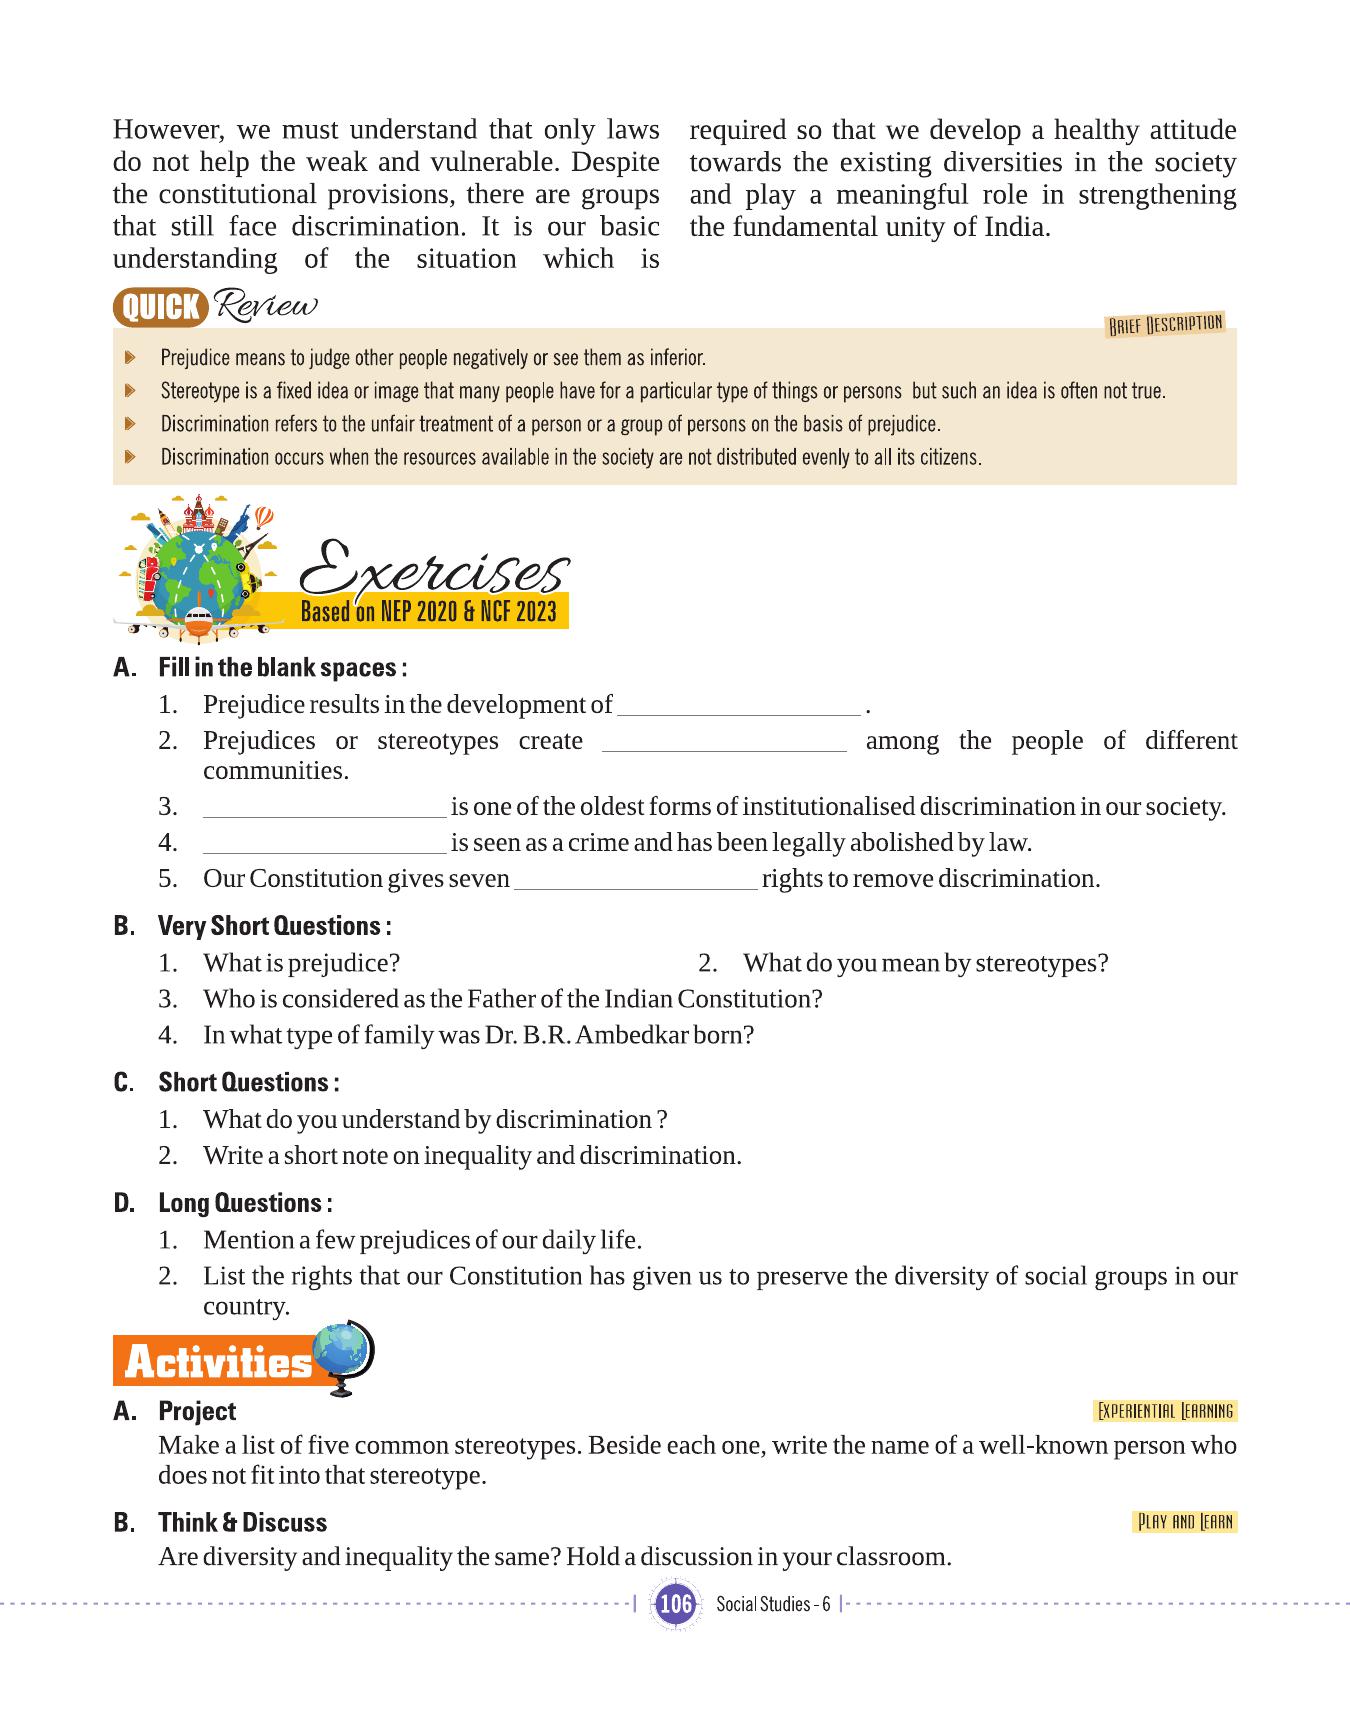 However, we must understand that only laws
do not help the weak and vulnerable. Despite
the constitutional provisions, there are groups
that still face discrimination. It is our basic
understanding of the situation which is
required so that we develop a healthy attitude
towards the existing diversities in the society
and play a meaningful role in strengthening
the fundamental unity of India.
QUICK Review
BRIEF DESCRIPTION
Prejudice means to judge other people negatively or see them as inferior.
Stereotype is a fixed idea or image that many people have for a particular type of things or persons but such an idea is often not true.
Discrimination refers to the unfair treatment of a person or a group of persons on the basis of prejudice.
Discrimination occurs when the resources available in the society are not distributed evenly to all its citizens.
Exercises
Based on NEP 2020 & NCF 2023
A. Fill in the blank spaces :
1. Prejudice results in the development of __________________ .
2. Prejudices or stereotypes create __________________ among the people of different
communities.
3. __________________ is one of the oldest forms of institutionalised discrimination in our society.
4. __________________ is seen as a crime and has been legally abolished by law.
5. Our Constitution gives seven __________________ rights to remove discrimination.
B. Very Short Questions :
1. What is prejudice? 2. What do you mean by stereotypes?
3. Who is considered as the Father of the Indian Constitution?
4. In what type of family was Dr. B.R. Ambedkar born?
C. Short Questions :
1. What do you understand by discrimination ?
2. Write a short note on inequality and discrimination.
D. Long Questions :
1. Mention a few prejudices of our daily life.
2. List the rights that our Constitution has given us to preserve the diversity of social groups in our
country.
Activities
A. Project EXPERIENTIAL LEARNING
Make a list of five common stereotypes. Beside each one, write the name of a well-known person who
does not fit into that stereotype.
B. Think & Discuss PLAY AND LEARN
Are diversity and inequality the same? Hold a discussion in your classroom.
106 Social Studies - 6